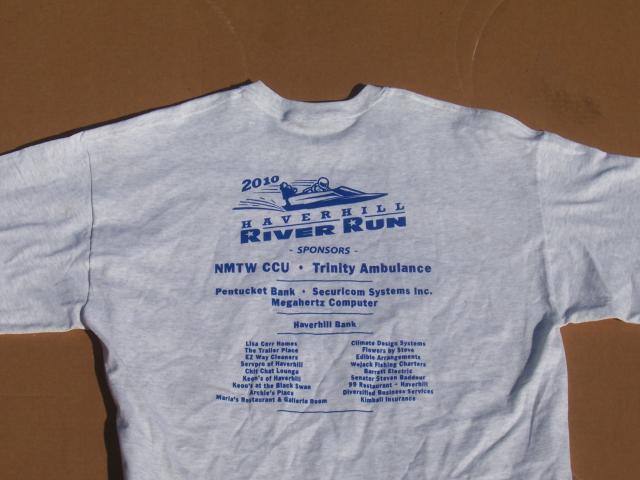 2010
HAVERHILL
RIVER RUN
- SPONSORS -
NMTW CCU • Trinity Ambulance
Pentucket Bank • Securicom Systems Inc.
Megahertz Computer
Haverhill Bank
Lisa Carr Homes
The Trailer Place
EZ Way Cleaners
Servpro of Haverhill
Chit Chat Lounge
Keon's of Haverhill
Keon's at the Black Swan
Archie's Place
Maria's Restaurant & Galleria Room
Climate Design Systems
Flowers by Steve
Edible Arrangements
Wojack Fishing Charters
Barrett Electric
Senator Steven Baddour
99 Restaurant - Haverhill
Diversified Business Services
Kimball Insurance